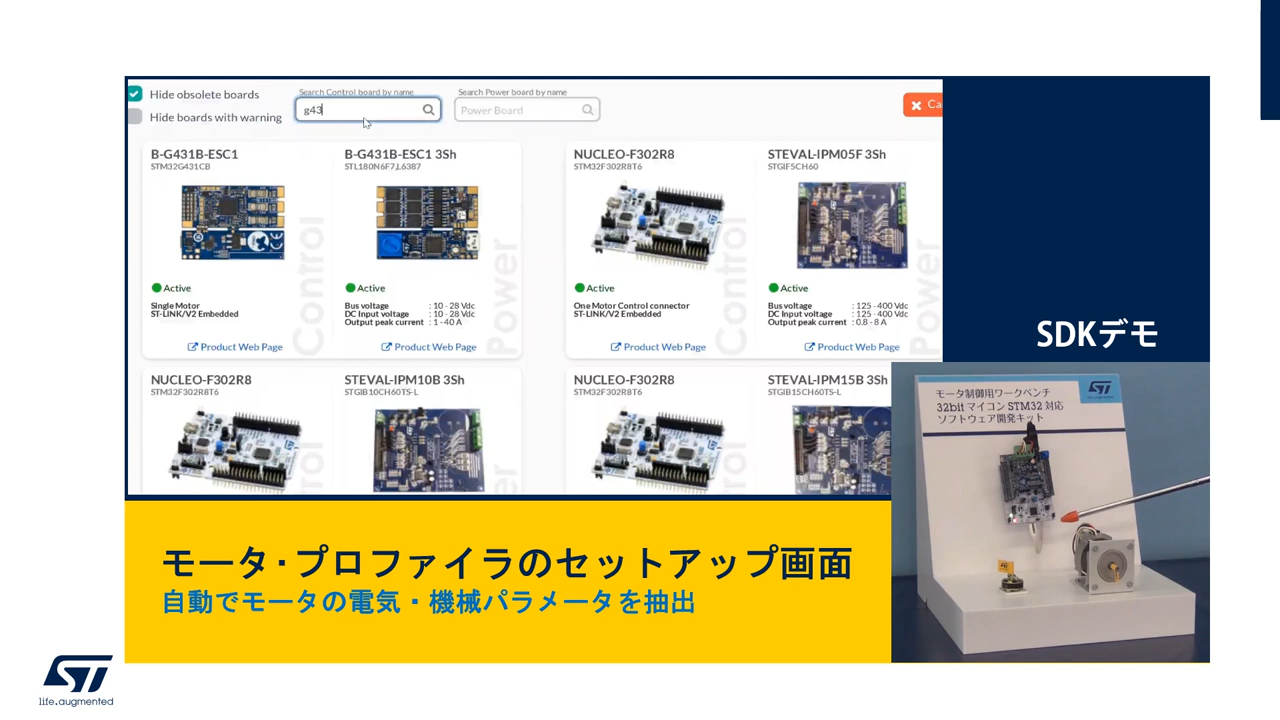 Hide obsolete boards
Hide boards with warning
Search Control board by name
g43
Search Power board by name
Power Board
Ca
B-G431B-ESC1
STM32G431CB
Control
Active
Single Motor
ST-LINK/V2 Embedded
Product Web Page
B-G431B-ESC1 3Sh
STL180N6F7,L6387
Power
Active
Bus voltage : 10 - 28 Vdc
DC Input voltage : 10 - 28 Vdc
Output peak current : 1 - 40 A
Product Web Page
NUCLEO-F302R8
STM32F302R8T6
Control
Active
One Motor Control connector
ST-LINK/V2 Embedded
Product Web Page
STEVAL-IPM05F 3Sh
STGIF5CH60
Power
Active
Bus voltage : 125 - 400 Vdc
DC Input voltage : 125 - 400 Vdc
Output peak current : 0.8 - 8 A
Product Web Page
NUCLEO-F302R8
STM32F302R8T6
STEVAL-IPM10B 3Sh
STGIB10CH60TS-L
NUCLEO-F302R8
STM32F302R8T6
STEVAL-IPM15B 3Sh
STGIB15CH60TS-L
SDKデモ
ST
モータ制御用ワークベンチ
32bit マイコン STM32 対応
ソフトウェア開発キット
モータ・プロファイラのセットアップ画面
自動でモータの電気・機械パラメータを抽出
ST
life.augmented